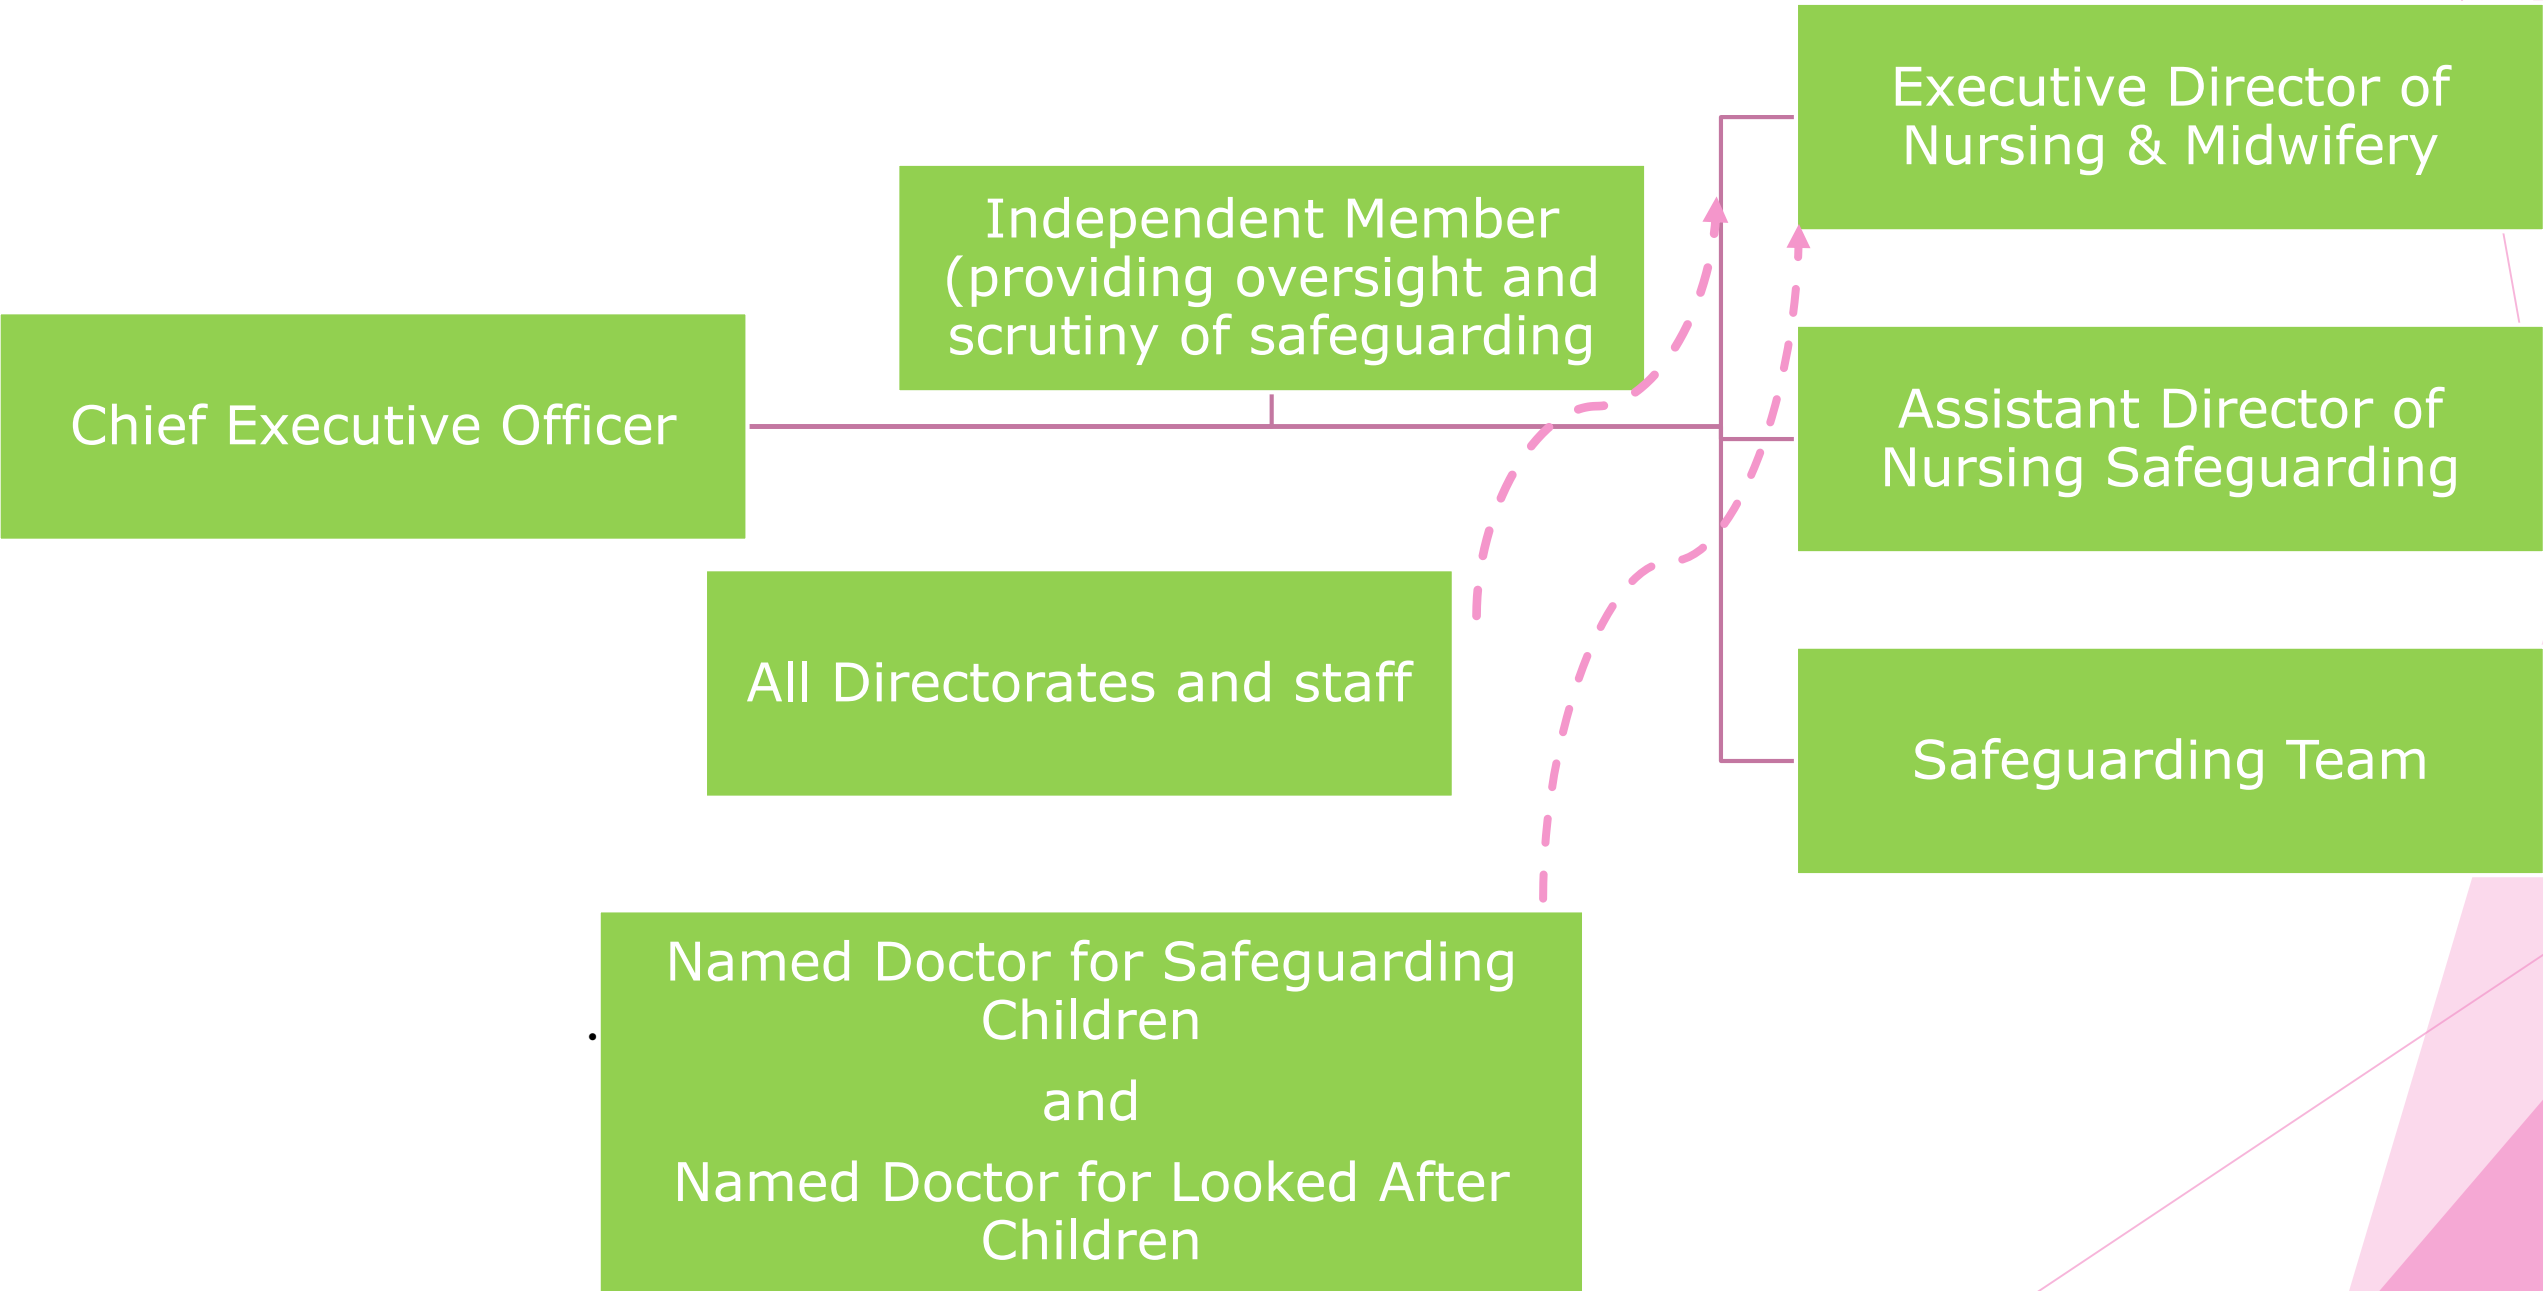 Executive Director of
Nursing & Midwifery
Independent Member
(providing oversight and
scrutiny of safeguarding
Chief Executive Officer
Assistant Director of
Nursing Safeguarding
All Directorates and staff
Safeguarding Team
Named Doctor for Safeguarding
Children
and
Named Doctor for Looked After
Children
.